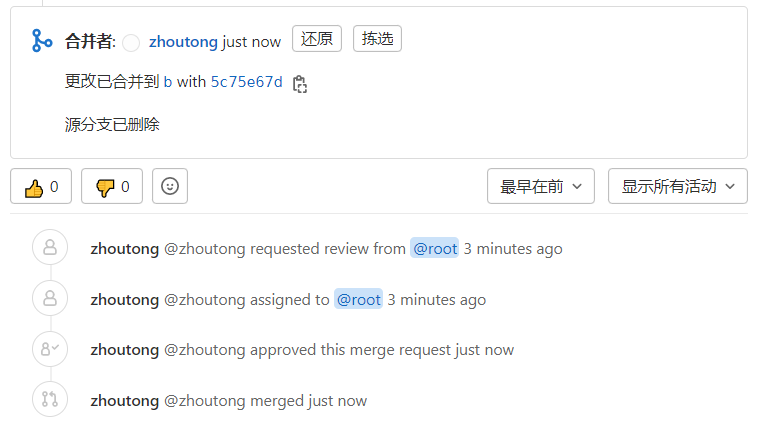 合并者: zhoutong just now 还原 拣选
更改已合并到 b with 5c75e67d
源分支已删除
0 0 最早在前 显示所有活动
zhoutong @zhoutong requested review from @root 3 minutes ago
zhoutong @zhoutong assigned to @root 3 minutes ago
zhoutong @zhoutong approved this merge request just now
zhoutong @zhoutong merged just now